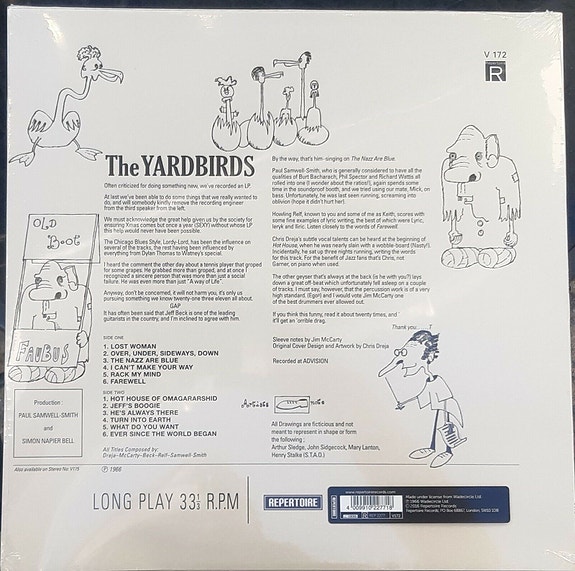 V 172
R
The YARDBIRDS
Often criticized for doing something new, we've recorded an LP.
At last we've been able to do some things that we really wanted to
do, and will somebody kindly remove the recording engineer
from the third speaker from the left.
We must acknowledge the great help given us by the society for
ensuring Xmas comes but once a year (SEXY) without whose LP
this help would never have been possible.
The Chicago Blues Style, Lordy-Lord, has been the influence on
several of the tracks, the rest having been influenced by
everything from Dylan Thomas to Watney's special.
I heard the comment the other day about a tennis player that groped
for some grapes. He grabbed more than groped, and at once I
recognized a sincere person that was more than just a social
failure. He was even more than just "A way of Life".
Anyway, don't be concerned, it will not harm you, it's only us
pursuing something we know twenty-one three eleven all about.
GAP
It has often been said that Jeff Beck is one of the leading
guitarists in the country, and I'm inclined to agree with him.
SIDE ONE
1. LOST WOMAN
2. OVER, UNDER, SIDEWAYS, DOWN
3. THE NAZZ ARE BLUE
4. I CAN'T MAKE YOUR WAY
5. RACK MY MIND
6. FAREWELL
SIDE TWO
1. HOT HOUSE OF OMAGARARSHID
2. JEFF'S BOOGIE
3. HE'S ALWAYS THERE
4. TURN INTO EARTH
5. WHAT DO YOU WANT
6. EVER SINCE THE WORLD BEGAN
All Titles Composed by:
Dreja-McCarty-Beck-Relf-Samwell-Smith
By the way, that's him- singing on The Nazz Are Blue.
Paul Samwell-Smith, who is generally considered to have all the
qualities of Burt Bacharach, Phil Spector and Richard Wattis all
rolled into one (I wonder about the ratios!), again spends some
time in the soundproof booth, and we tried using our mate, Mick, on
bass. Unfortunately, he was last seen running, screaming into
oblivion (hope it didn't hurt her).
Howling Relf, known to you and some of me as Keith, scores with
some fine examples of lyric writing, the best of which were Lyric,
leryk and liric. Listen closely to the words of Farewell.
Chris Dreja's subtle vocal talents can be heard at the beginning of
Hot House, when he was nearly slain with a wobble-board (Nasty!).
Incidentally, he sat up three nights running, writing the words
for this track. For the benefit of Jazz fans that's Chris, not
Garner, on piano when used.
The other geyser that's always at the back (is he with you?) lays
down a great off-beat which unfortunately fell asleep on a couple
of tracks. I must say, however, that the percussion work is of a very
high standard. (Egor!) and I would vote Jim McCarty one
of the best drummers ever allowed out.
If you think this funny, read it about twenty times, and
it'll get an 'orrible drag.
Thank you.....T
Sleeve notes by Jim McCarty
Original Cover Design and Artwork by Chris Dreja
Recorded at ADVISION
All Drawings are ficticious and not
meant to represent in shape or form
the following :
Arthur Sledge, John Sidgecock, Mary Lanton,
Henry Stalke (S.T.A.G.)
OLD
Boot
FAUBUS
Production
PAUL SAMWELL-SMITH
and
SIMON NAPIER BELL
Also available on Stereo No. V175
Ⓟ 1966
LONG PLAY 33⅓ R.P.M
REPERTOIRE
4 009910 227718
Made under license from Wadecircle Ltd